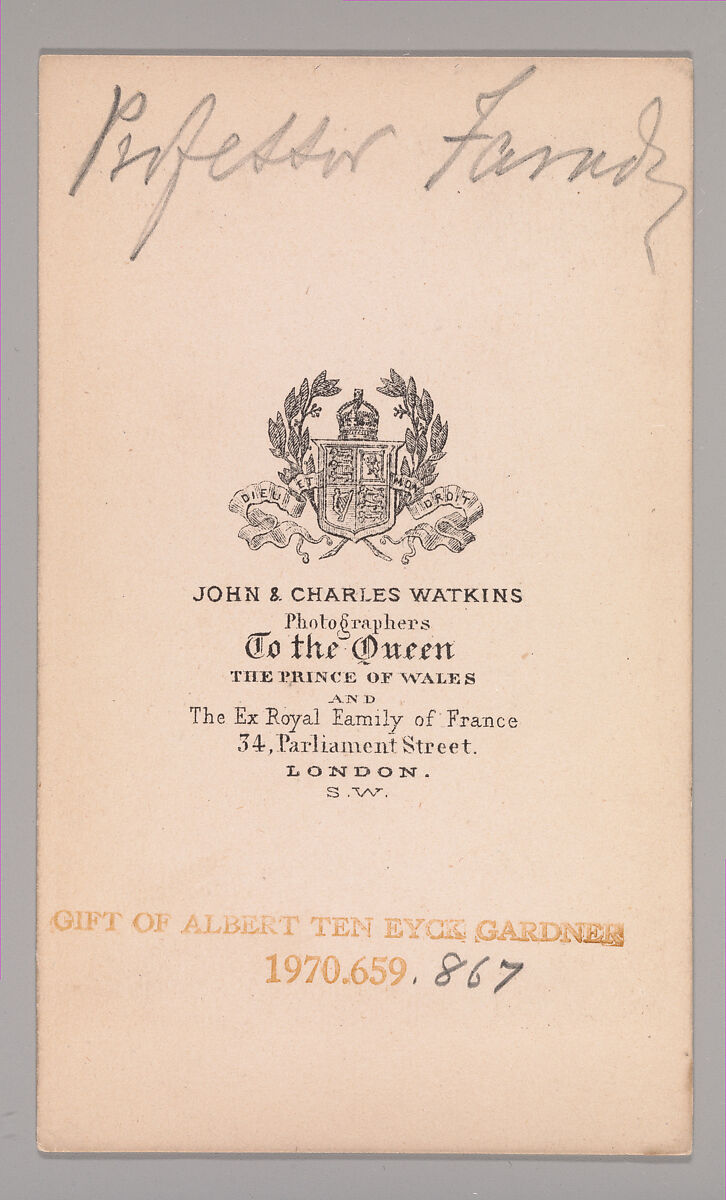 Professor Faraday
DIEU ET MON DROIT
JOHN & CHARLES WATKINS
Photographers
To the Queen
THE PRINCE OF WALES
AND
The Ex Royal Family of France
34, Parliament Street.
LONDON.
S.W.
GIFT OF ALBERT TEN EYCK GARDNER
1970.659.867